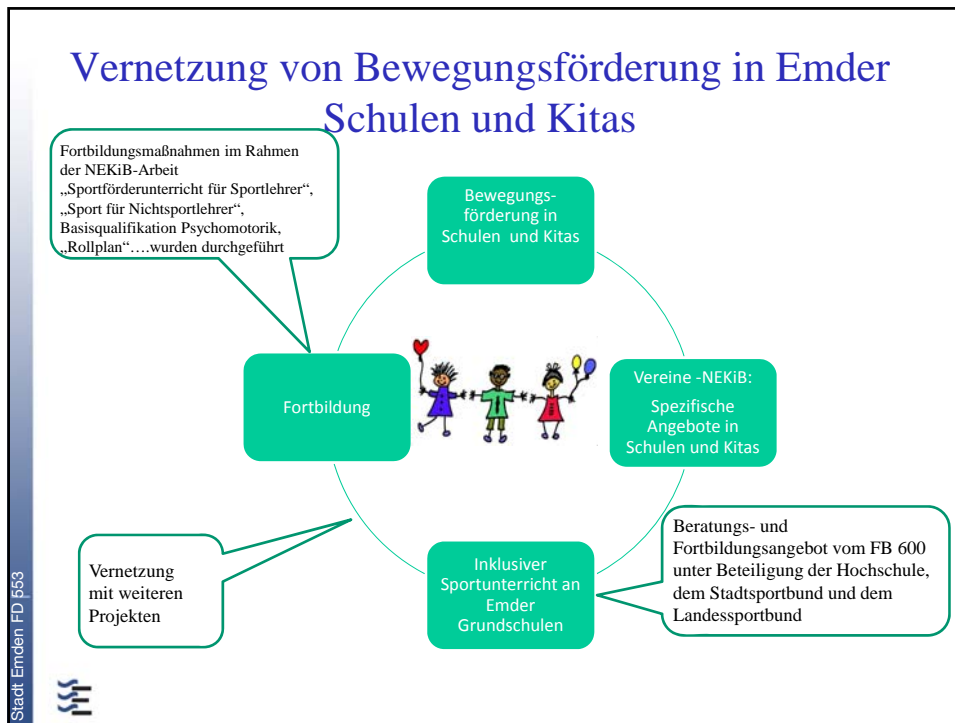 Vernetzung von Bewegungsförderung in Emder
Schulen und Kitas
Fortbildungsmaßnahmen im Rahmen
der NEKiB-Arbeit
„Sportförderunterricht für Sportlehrer“,
„Sport für Nichtsportlehrer“,
Basisqualifikation Psychomotorik,
„Rollplan“….wurden durchgeführt
Bewegungs-
förderung in
Schulen und Kitas
Fortbildung
Vereine -NEKiB:
Spezifische
Angebote in
Schulen und Kitas
Vernetzung
mit weiteren
Projekten
Inklusiver
Sportunterricht an
Emder
Grundschulen
Beratungs- und
Fortbildungsangebot vom FB 600
unter Beteiligung der Hochschule,
dem Stadtsportbund und dem
Landessportbund
Stadt Emden FD 553